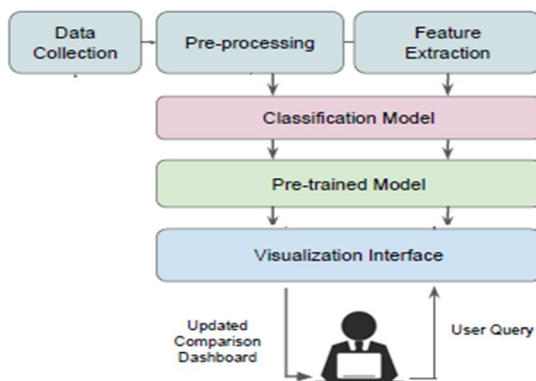 Data
Collection
Pre-processing
Feature
Extraction
Classification Model
Pre-trained Model
Visualization Interface
Updated
Comparison
Dashboard
User Query